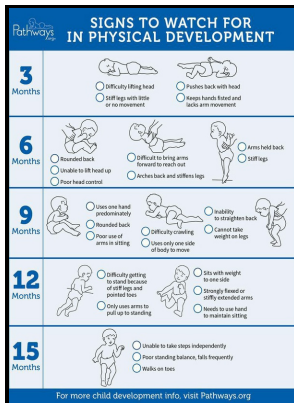 Pathways.org
SIGNS TO WATCH FOR
IN PHYSICAL DEVELOPMENT
3
Months
Difficulty lifting head
Stiff legs with little
or no movement
Pushes back with head
Keeps hands fisted and
lacks arm movement
6
Months
Rounded back
Unable to lift head up
Poor head control
Difficult to bring arms
forward to reach out
Arches back and stiffens legs
Arms held back
Stiff legs
9
Months
Uses one hand
predominately
Rounded back
Poor use of
arms in sitting
Difficulty crawling
Uses only one side
of body to move
Inability
to straighten back
Cannot take
weight on legs
12
Months
Difficulty getting
to stand because
of stiff legs and
pointed toes
Only uses arms to
pull up to standing
Sits with weight
to one side
Strongly flexed or
stiffly extended arms
Needs to use hand
to maintain sitting
15
Months
Unable to take steps independently
Poor standing balance, falls frequently
Walks on toes
For more child development info, visit Pathways.org